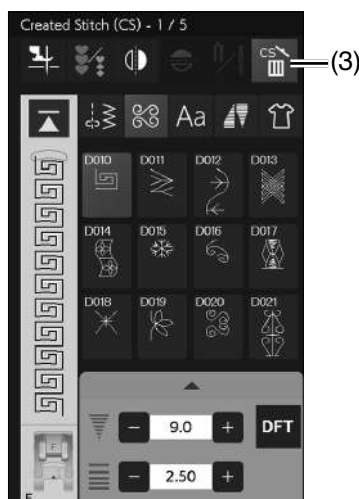 Created Stitch (CS) - 1 / 5
CS
(3)
Aa
D010 D011 D012 D013
D014 D015 D016 D017
D018 D019 D020 D021
- 9.0 + DFT
- 2.50 +
F
F